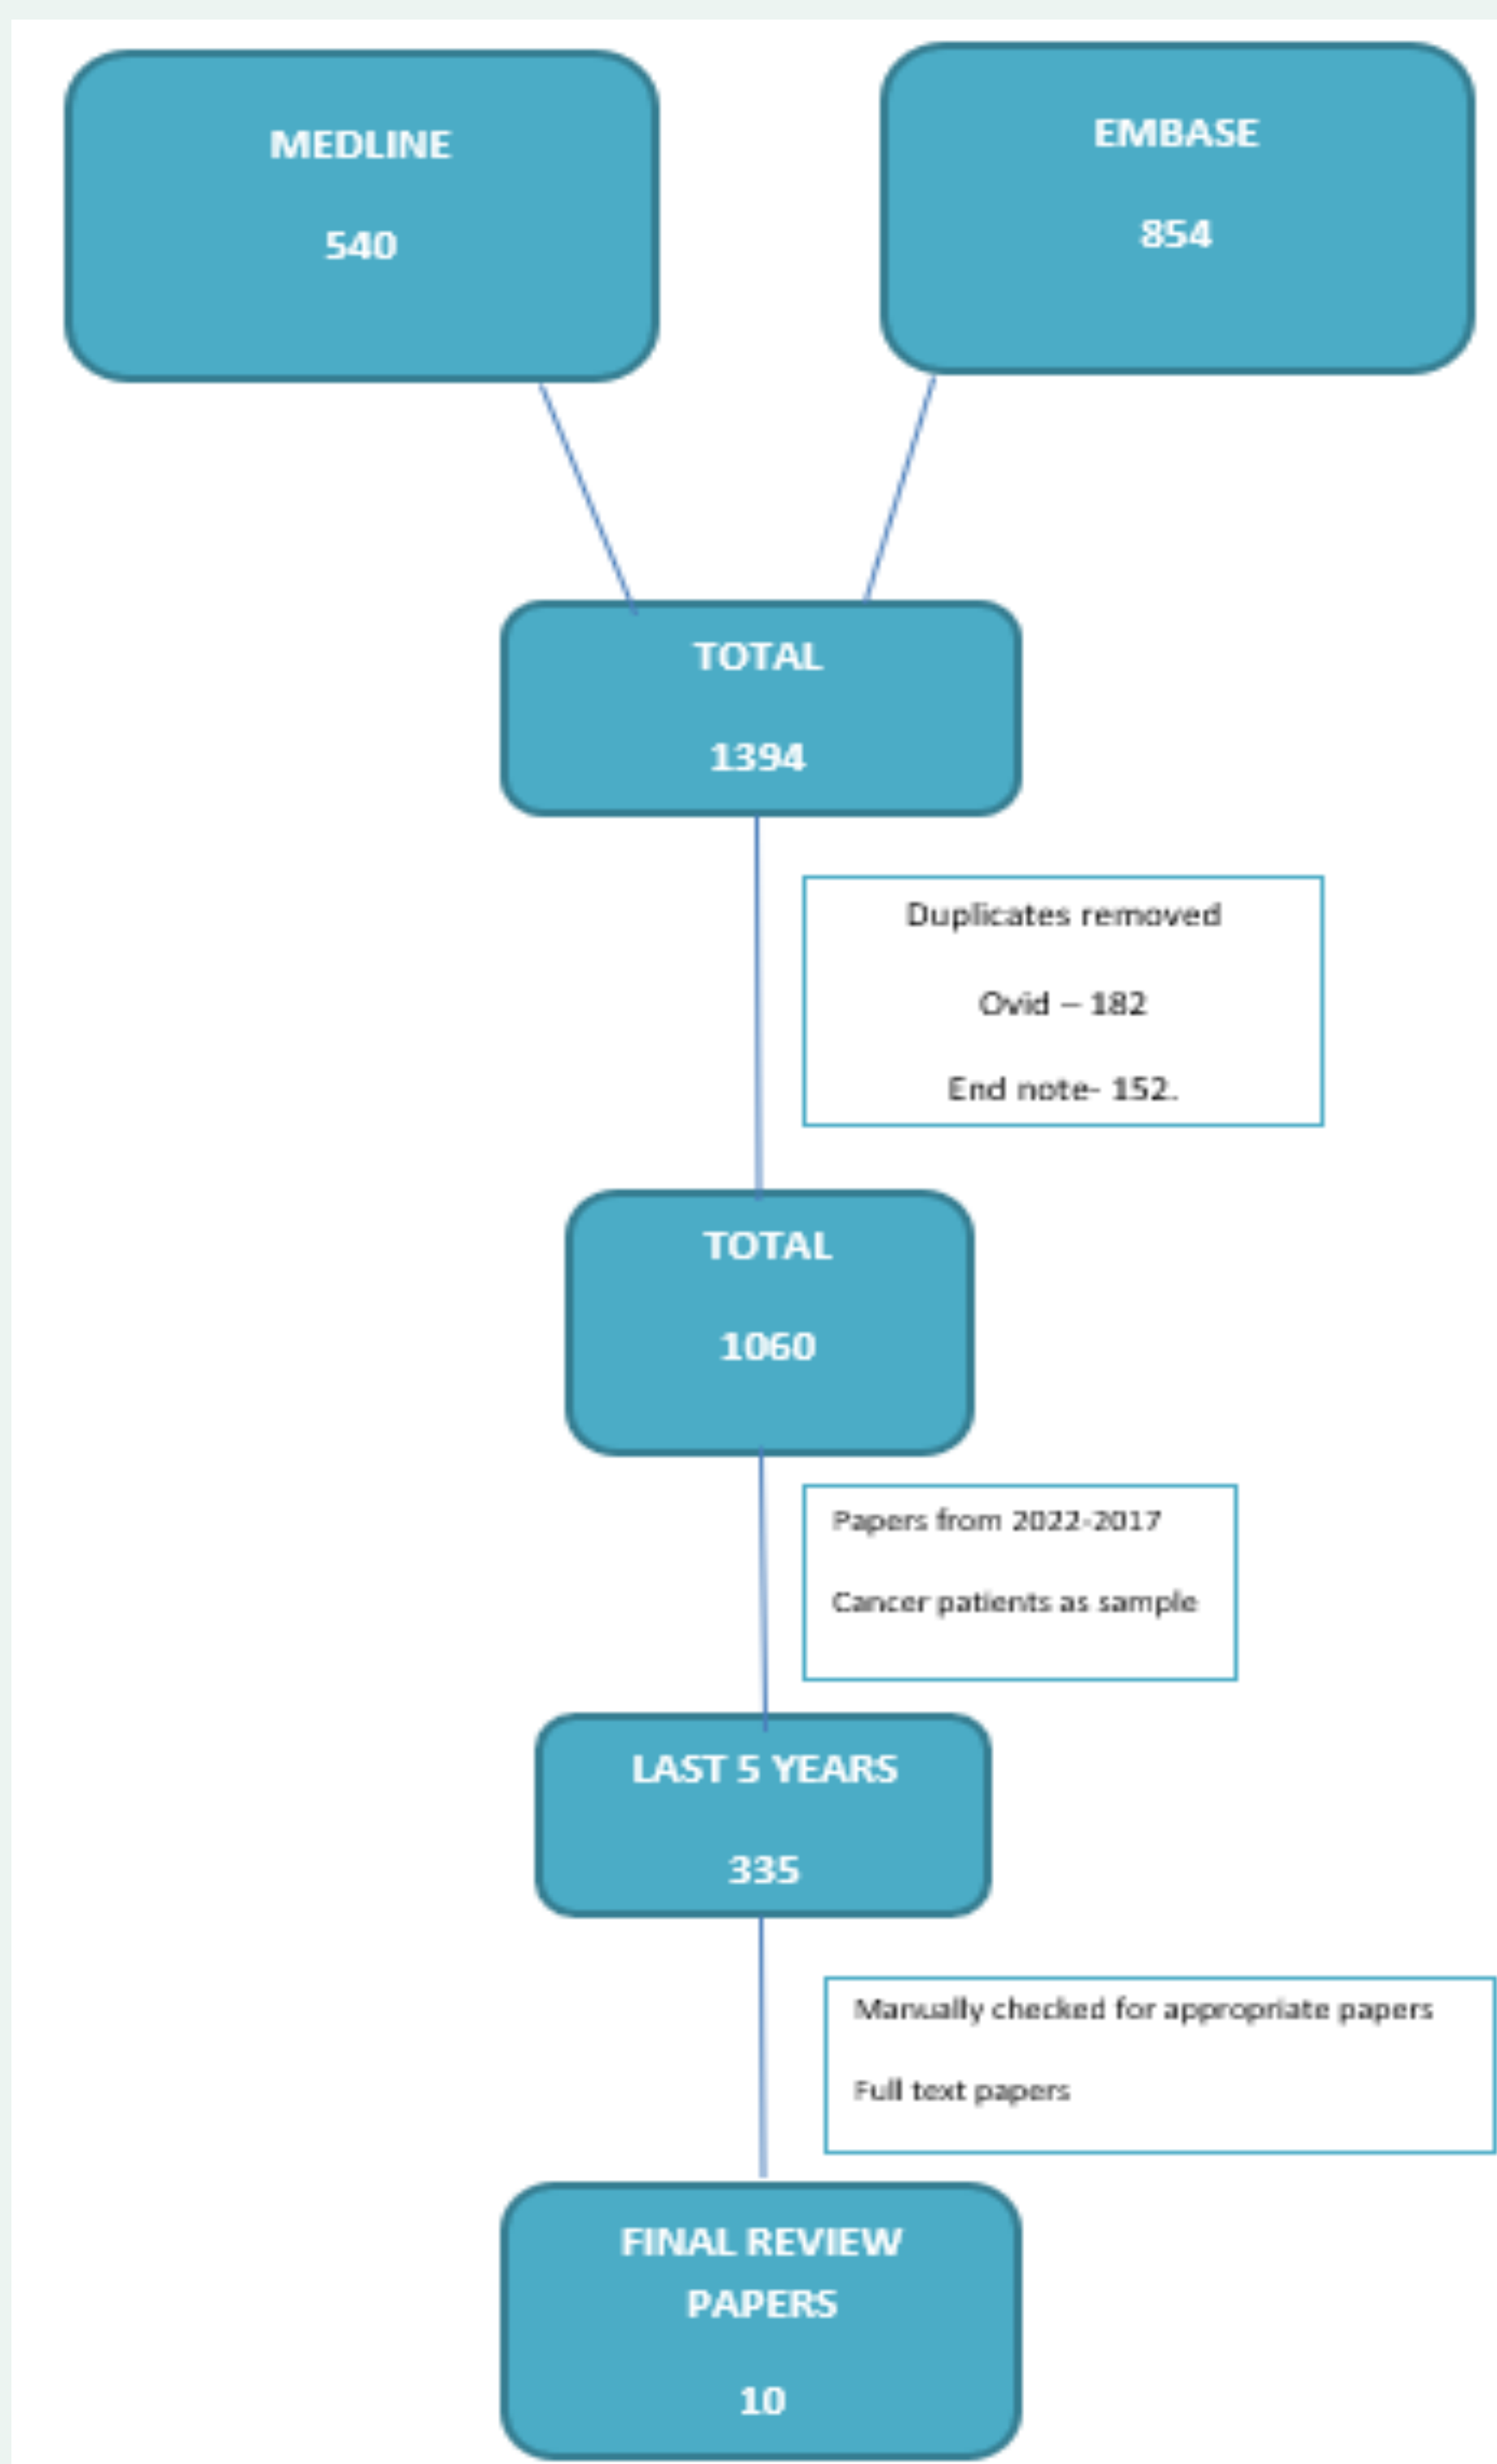 MEDLINE
540
EMBASE
854
TOTAL
1394
Duplicates removed
Ovid – 182
End note- 152.
TOTAL
1060
Papers from 2022-2017
Cancer patients as sample
LAST 5 YEARS
335
Manually checked for appropriate papers
Full text papers
FINAL REVIEW
PAPERS
10